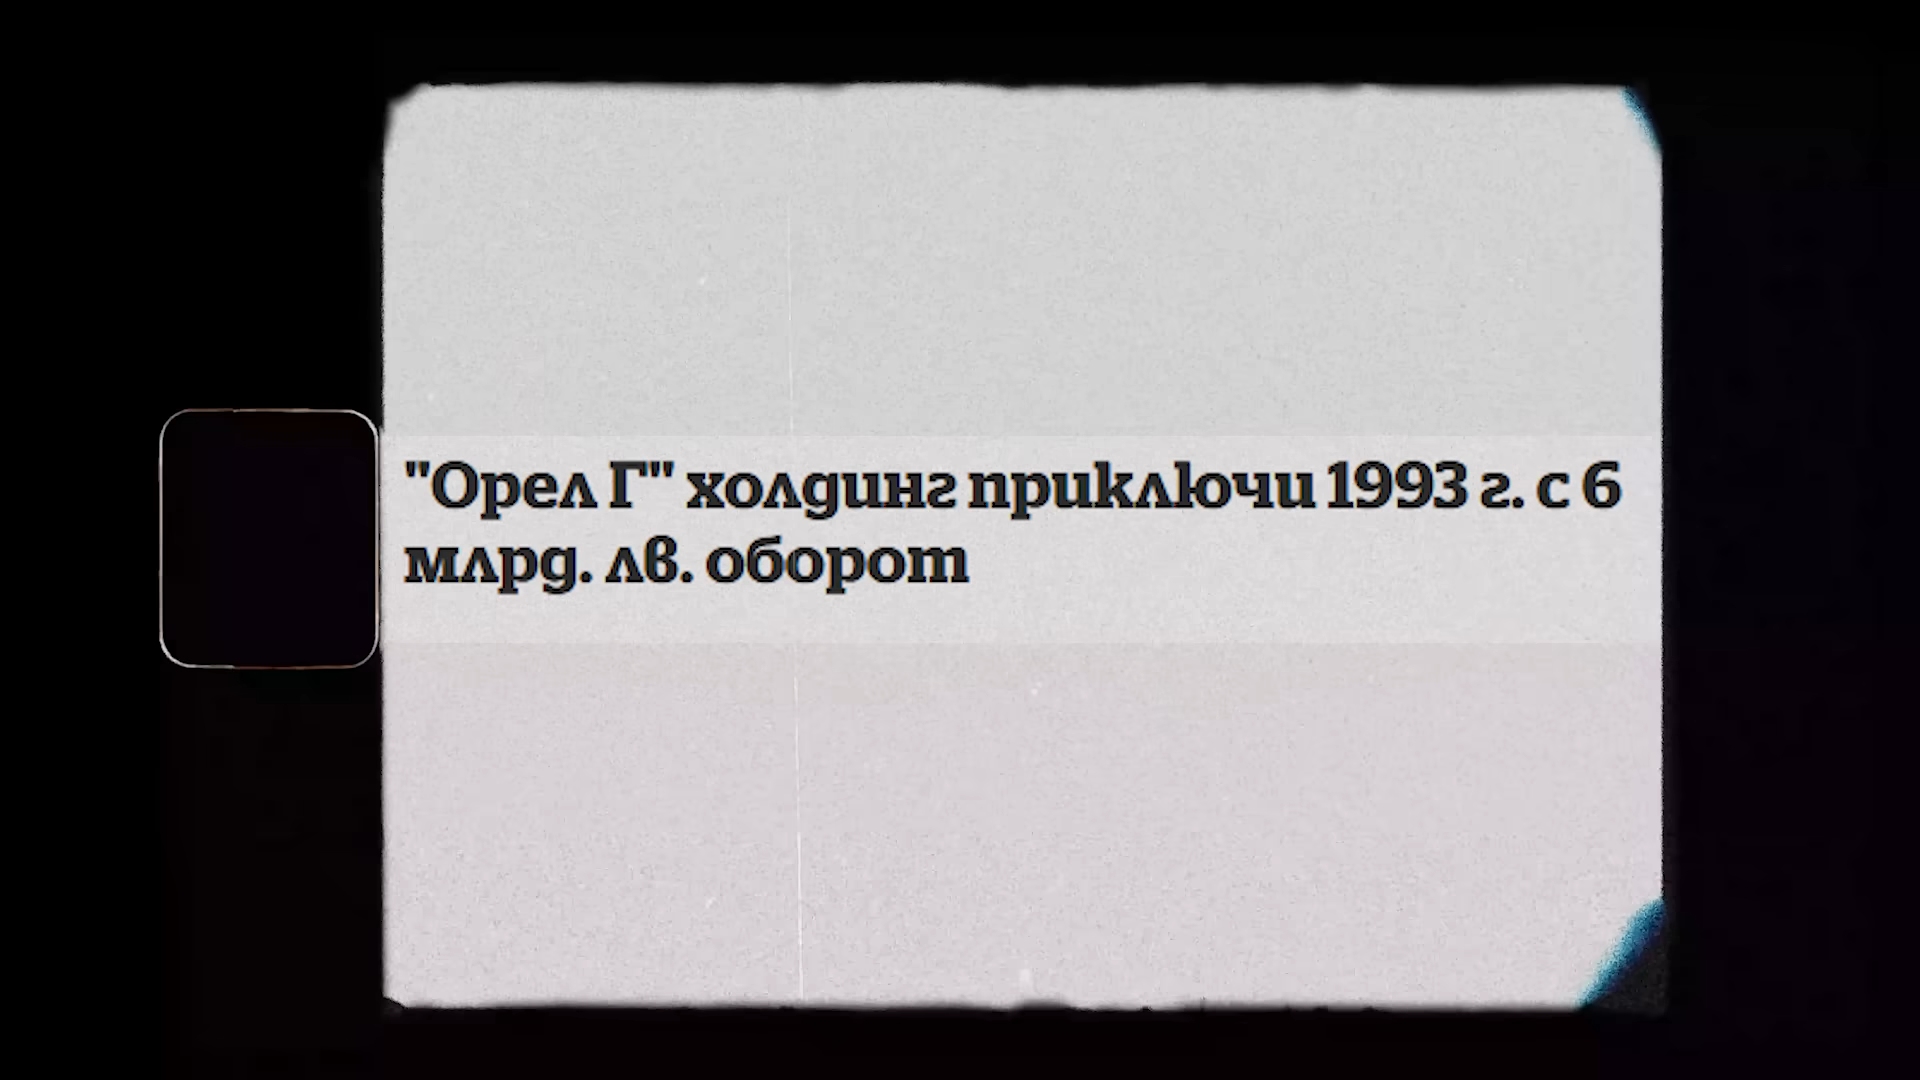 "Орел Г" холдинг приключи 1993 г. с 6
млрд. лв. оборот